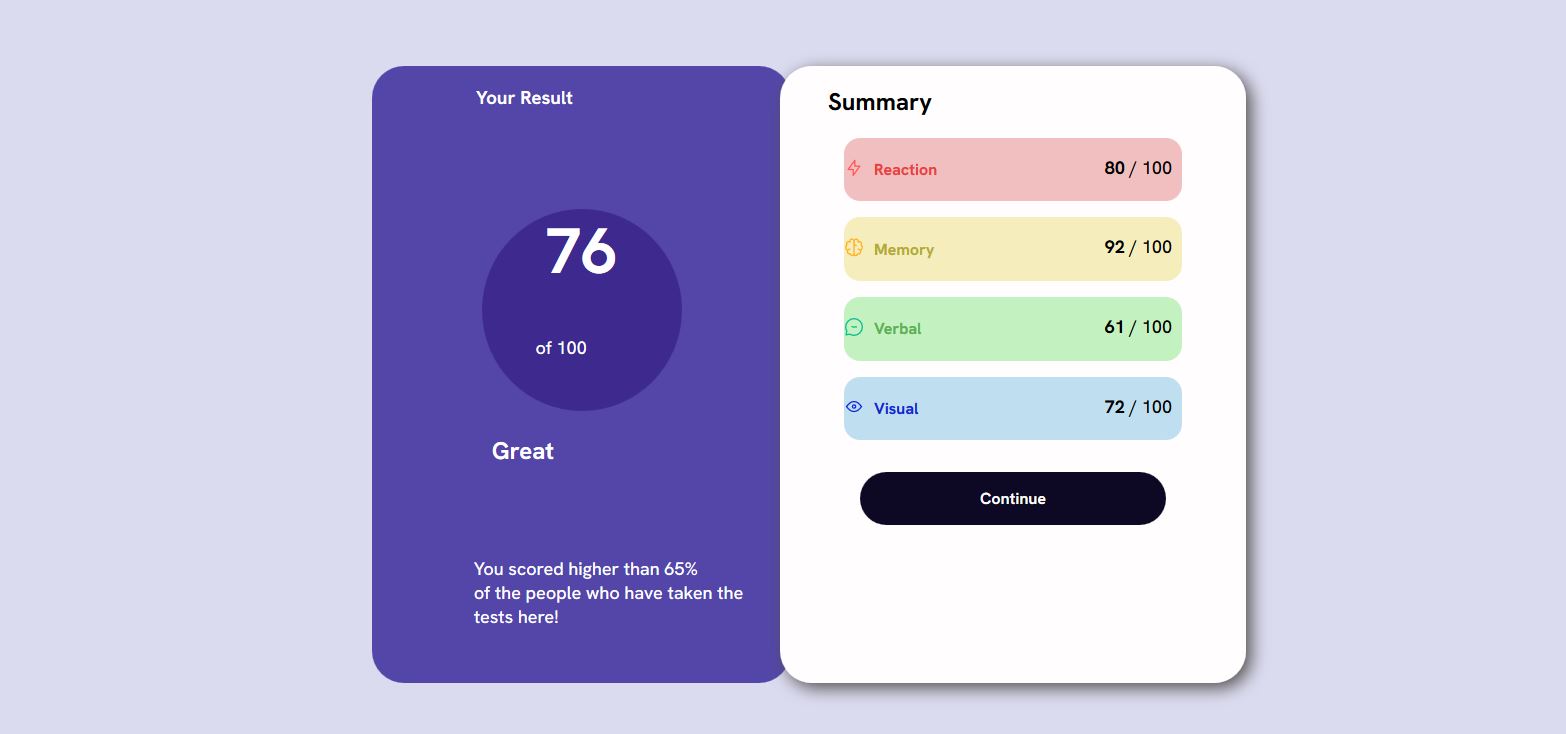 Your Result
76
of 100
Great
You scored higher than 65%
of the people who have taken the
tests here!
Summary
Reaction 80 / 100
Memory 92 / 100
Verbal 61 / 100
Visual 72 / 100
Continue